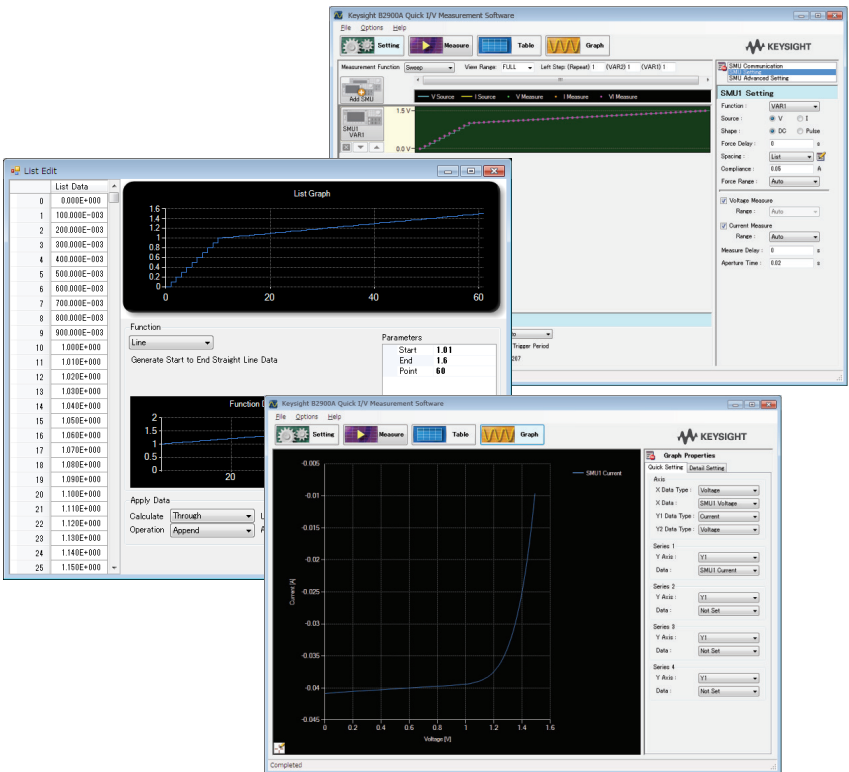 Keysight B2900A Quick I/V Measurement Software
File Options Help
Setting Measure Table Graph
KEYSIGHT
Measurement Function Sweep View Range: FULL Left Step: (Repeat) 1 (VAR2) 1 (VAR1) 1
Add SMU
V Source I Source V Measure I Measure VI Measure
SMU1
VAR1
1.5 V
0.0 V
SMU Communication
SMU Setting
SMU Advanced Setting
SMU1 Setting
Function : VAR1
Source : V I
Shape : DC Pulse
Force Delay : 0 s
Spacing : List
Compliance : 0.05 A
Force Range : Auto
Voltage Measure
Range : Auto
Current Measure
Range : Auto
Measure Delay : 0 s
Aperture Time : 0.02 s
Trigger Period
List Edit
List Data
0 0.000E+000
1 100.000E-003
2 200.000E-003
3 300.000E-003
4 400.000E-003
5 500.000E-003
6 600.000E-003
7 700.000E-003
8 800.000E-003
9 900.000E-003
10 1.000E+000
11 1.010E+000
12 1.020E+000
13 1.030E+000
14 1.040E+000
15 1.050E+000
16 1.060E+000
17 1.070E+000
18 1.080E+000
19 1.090E+000
20 1.100E+000
21 1.110E+000
22 1.120E+000
23 1.130E+000
24 1.140E+000
25 1.150E+000
List Graph
1.6
1.4
1.2
1
0.8
0.6
0.4
0.2
0
0 20 40 60
Function
Line
Generate Start to End Straight Line Data
Parameters
Start 1.01
End 1.6
Point 60
Function
2
1.5
1
0.5
0
20
Apply Data
Calculate Through
Operation Append
Keysight B2900A Quick I/V Measurement Software
File Options Help
Setting Measure Table Graph
KEYSIGHT
-0.005
-0.01
-0.015
-0.02
-0.025
-0.03
-0.035
-0.04
-0.045
Current [A]
0 0.2 0.4 0.6 0.8 1 1.2 1.4 1.6
Voltage [V]
SMU1 Current
Graph Properties
Quick Setting Detail Setting
Axis
X Data Type : Voltage
X Data : SMU1 Voltage
Y1 Data Type : Current
Y2 Data Type : Voltage
Series 1
Y Axis : Y1
Data : SMU1 Current
Series 2
Y Axis : Y1
Data : Not Set
Series 3
Y Axis : Y1
Data : Not Set
Series 4
Y Axis : Y1
Data : Not Set
Completed